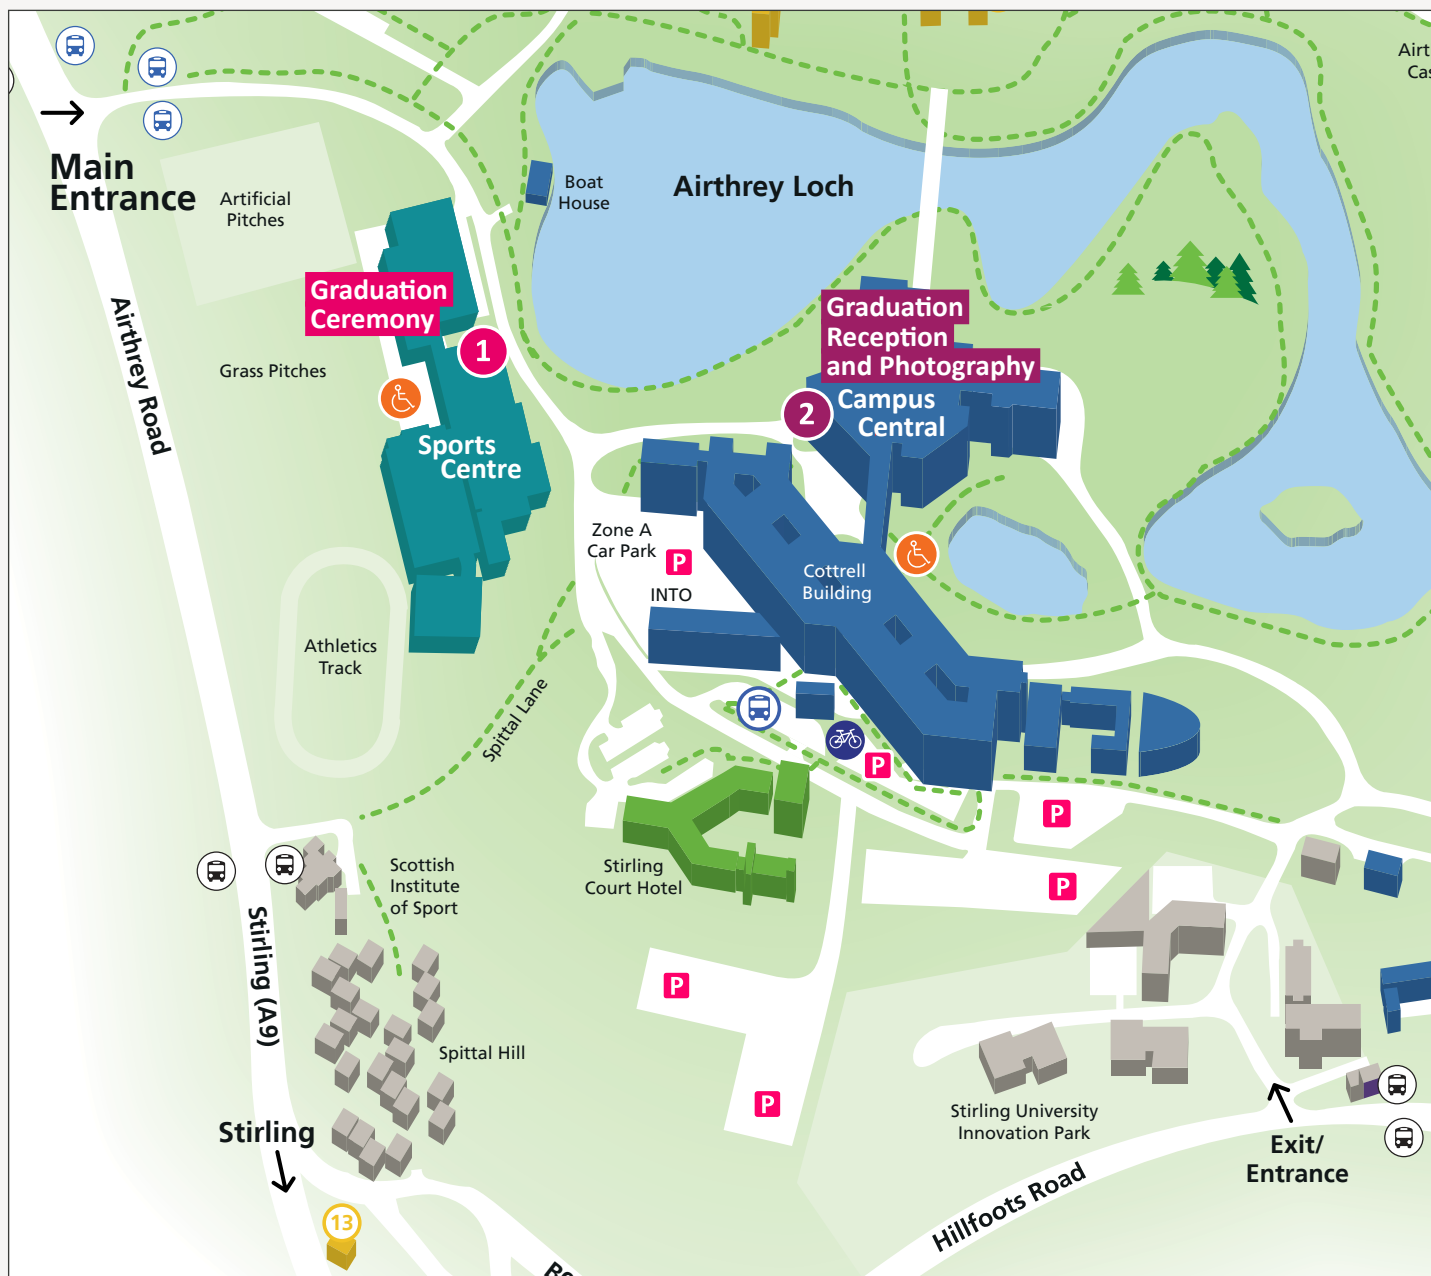 Main
Entrance
Artificial
Pitches
Boat
House
Airthrey Loch
Graduation
Ceremony
1
Graduation
Reception
and Photography
2
Campus
Central
Airthrey Road
Grass Pitches
Sports
Centre
Zone A
Car Park
P
INTO
Cottrell
Building
Athletics
Track
Spittal Lane
P
P
P
Stirling
Court Hotel
Scottish
Institute
of Sport
Stirling (A9)
P
Spittal Hill
P
Stirling University
Innovation Park
Stirling
Exit/
Entrance
Hillfoots Road
13